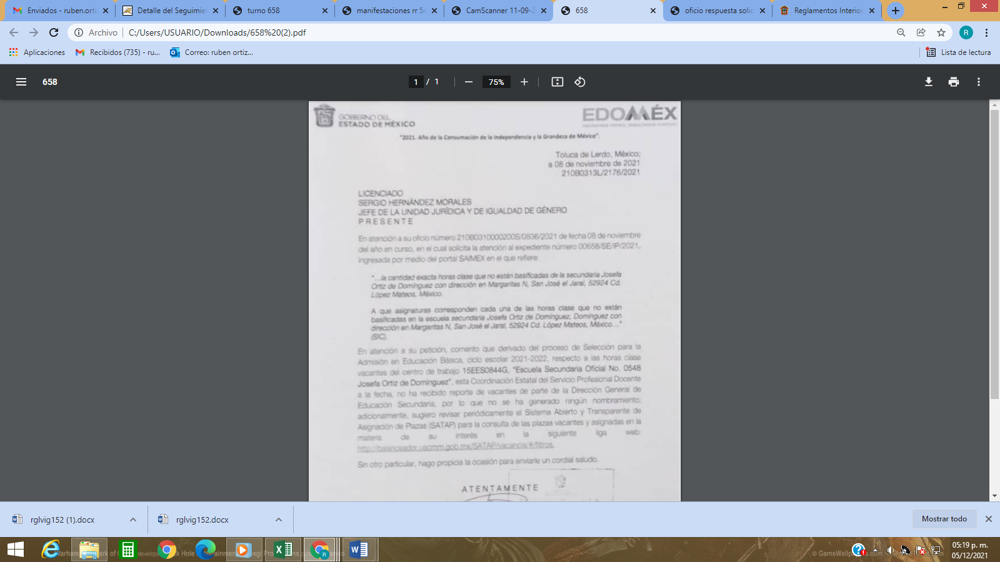 Enviados - ruben.orti
Detalle del Seguimie
turno 658
manifestaciones rr 54
CamScanner 11-09-2
658
oficio respuesta solic
Reglamentos Interior
Archivo C:/Users/USUARIO/Downloads/658%20(2).pdf
R
Aplicaciones
Recibidos (735) - ru...
Correo: ruben ortiz...
Lista de lectura
658
1 / 1
75%
GOBIERNO DEL
ESTADO DE MÉXICO
EDOMÉX
"2021. Año de la Consumación de la Independencia y la Grandeza de México".
Toluca de Lerdo, México;
a 08 de noviembre de 2021
210B0313L/2176/2021
LICENCIADO
SERGIO HERNÁNDEZ MORALES
JEFE DE LA UNIDAD JURÍDICA Y DE IGUALDAD DE GÉNERO
P R E S E N T E
En atención a su oficio número 210B0310000200S/0836/2021 de fecha 08 de noviembre
del año en curso, en el cual solicita la atención al expediente número 00658/SE/IP/2021,
ingresada por medio del portal SAIMEX en el que refiere:
"...la cantidad exacta horas clase que no están basificadas de la secundaria Josefa
Ortiz de Domínguez con dirección en Margaritas N, San José el Jaral, 52924 Cd.
López Mateos, México.
A que asignaturas corresponden cada una de las horas clase que no están
basificadas en la escuela secundaria Josefa Ortiz de Domínguez, Domínguez con
dirección en Margaritas N, San José el Jaral, 52924 Cd. López Mateos, México...."
(SIC).
En atención a su petición, comento que derivado del proceso de Selección para la
Admisión en Educación Básica, ciclo escolar 2021-2022, respecto a las horas clase
vacantes del centro de trabajo 15EES0844G, "Escuela Secundaria Oficial No. 0548
Josefa Ortiz de Domínguez", esta Coordinación Estatal del Servicio Profesional Docente
a la fecha, no ha recibido reporte de vacantes de parte de la Dirección General de
Educación Secundaria, por lo que no se ha generado ningún nombramiento;
adicionalmente, sugiero revisar periódicamente el Sistema Abierto y Transparente de
Asignación de Plazas (SATAP) para la consulta de las plazas vacantes y asignadas en la
materia de su interés en la siguiente liga web:
http://balanceador.uscmm.gob.mx/SATAP/vacancia/#/filtros.
Sin otro particular, hago propicia la ocasión para enviarle un cordial saludo.
A T E N T A M E N T E
rglvig152 (1).docx
rglvig152.docx
Mostrar todo
05:19 p. m.
05/12/2021